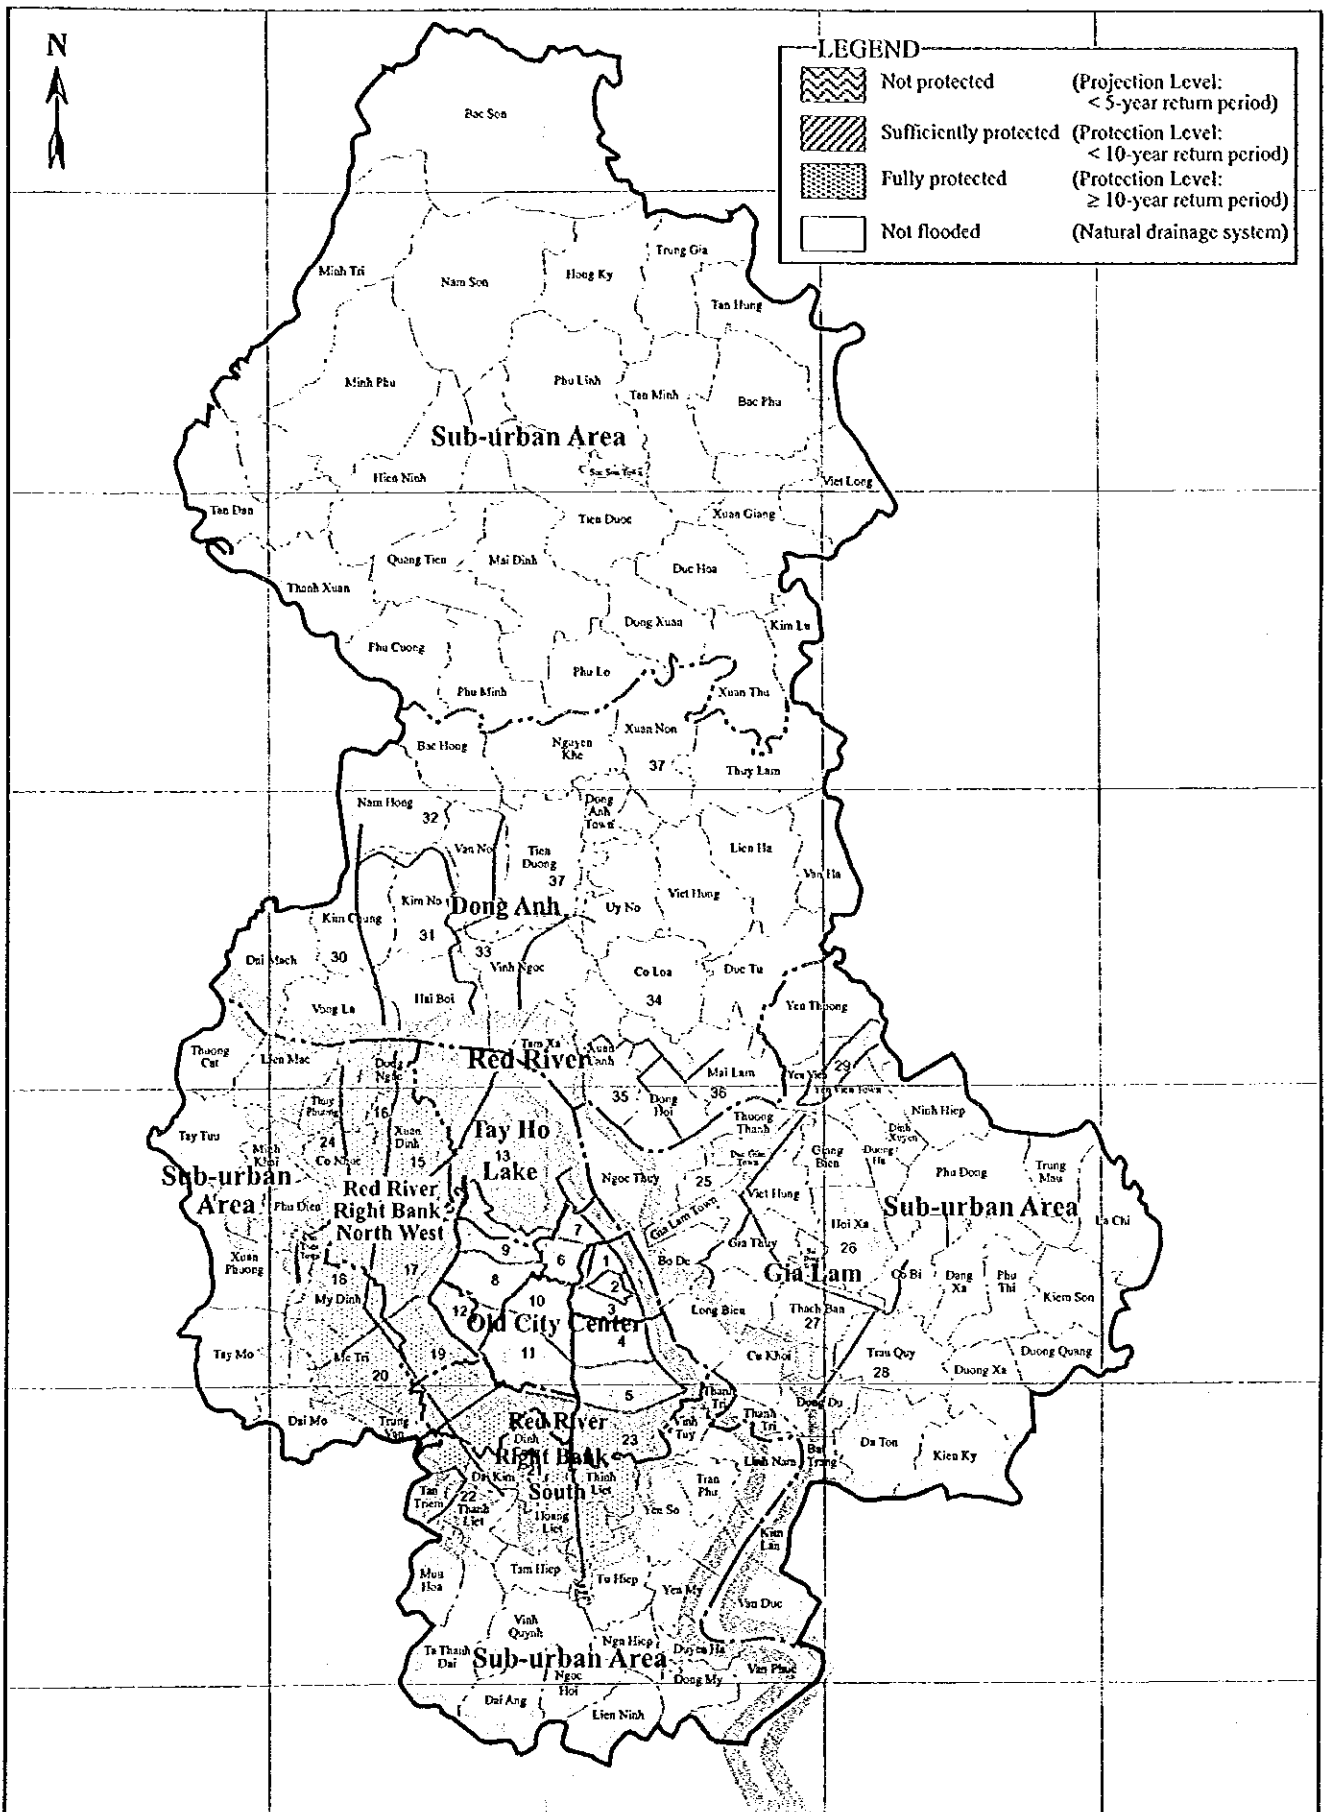 N
LEGEND
Not protected (Projection Level:
< 5-year return period)
Sufficiently protected (Protection Level:
< 10-year return period)
Fully protected (Protection Level:
≥ 10-year return period)
Not flooded (Natural drainage system)
Bac Son
Minh Tri
Nam Son
Hong Ky
Trung Gia
Tan Hung
Minh Phu
Phu Linh
Tan Minh
Bac Phu
Sub-urban Area
Hien Ninh
Soc Son Town
Viet Long
Tan Dan
Tien Duoc
Xuan Giang
Quang Tien
Mai Dinh
Duc Hoa
Thanh Xuan
Dong Xuan
Kim Lu
Phu Cuong
Phu Lo
Phu Minh
Xuan Thu
Bac Hong
Nguyen
Khe
Xuan Non
37
Thuy Lam
Nam Hong
32
Dong
Anh
Town
Van No
Tien
Duong
37
Lien Ha
Van Ha
Kim No
Dong Anh
Uy No
Viet Hung
Kim Chung
31
30
33
Dai Mach
Vinh Ngoc
Co Loa
Duc Tu
34
Vong La
Hai Boi
Yen Thuong
Thuong
Cat
Lien Mac
Dong
Ngac
Tam Xa
Xuan
Canh
Red River
Mai Lam
Yen Vien
29
Yen Vien Town
35
Dong
Hoi
36
Thuy
Phuong
16
Ninh Hiep
Thuong
Thanh
Tay Tuu
Xuan
Dinh
Tay Ho
Lake
13
Dinh
Xuyen
24
Minh
Khai
Co Nhue
15
Duc Giang
Town
Giang
Bien
Duong
Ha
Phu Dong
Trung
Mau
Sub-urban
Area
Phu Dien
Red River
Right Bank
North West
Ngoc Thuy
25
Viet Hung
Sub-urban Area
Gia Lam Town
Le Chi
7
Hoi Xa
26
Gia Thuy
Xuan
Phuong
9
6
1
Bo De
Gia Lam
Co Bi
Dang
Xa
Phu
Thi
Kiem Son
17
8
2
18
My Dinh
10
3
Long Bien
Thach Ban
27
12
Old City Center
4
Tay Mo
Me Tri
19
11
Cu Khoi
Trau Quy
28
Duong Quang
Duong Xa
20
5
Thanh
Tri
Dong Du
Dai Mo
Trung
Van
Red River
Right Bank
South
Dinh
23
Vinh
Tuy
Thanh
Tri
Bat
Trang
Da Ton
Kieu Ky
Linh Nam
Dai Kim
21
Thinh
Liet
Tran
Phu
Tan
Triem
22
Thanh
Liet
Hoang
Liet
Yen So
Kim
Lan
Muu
Hoa
Tam Hiep
Tu Hiep
Yen My
Van Duc
Vinh
Quynh
Ngu Hiep
Duyen Ha
Ta Thanh
Dai
Sub-urban Area
Van Phuc
Ngoc
Hoi
Dong My
Dai Ang
Lien Ninh